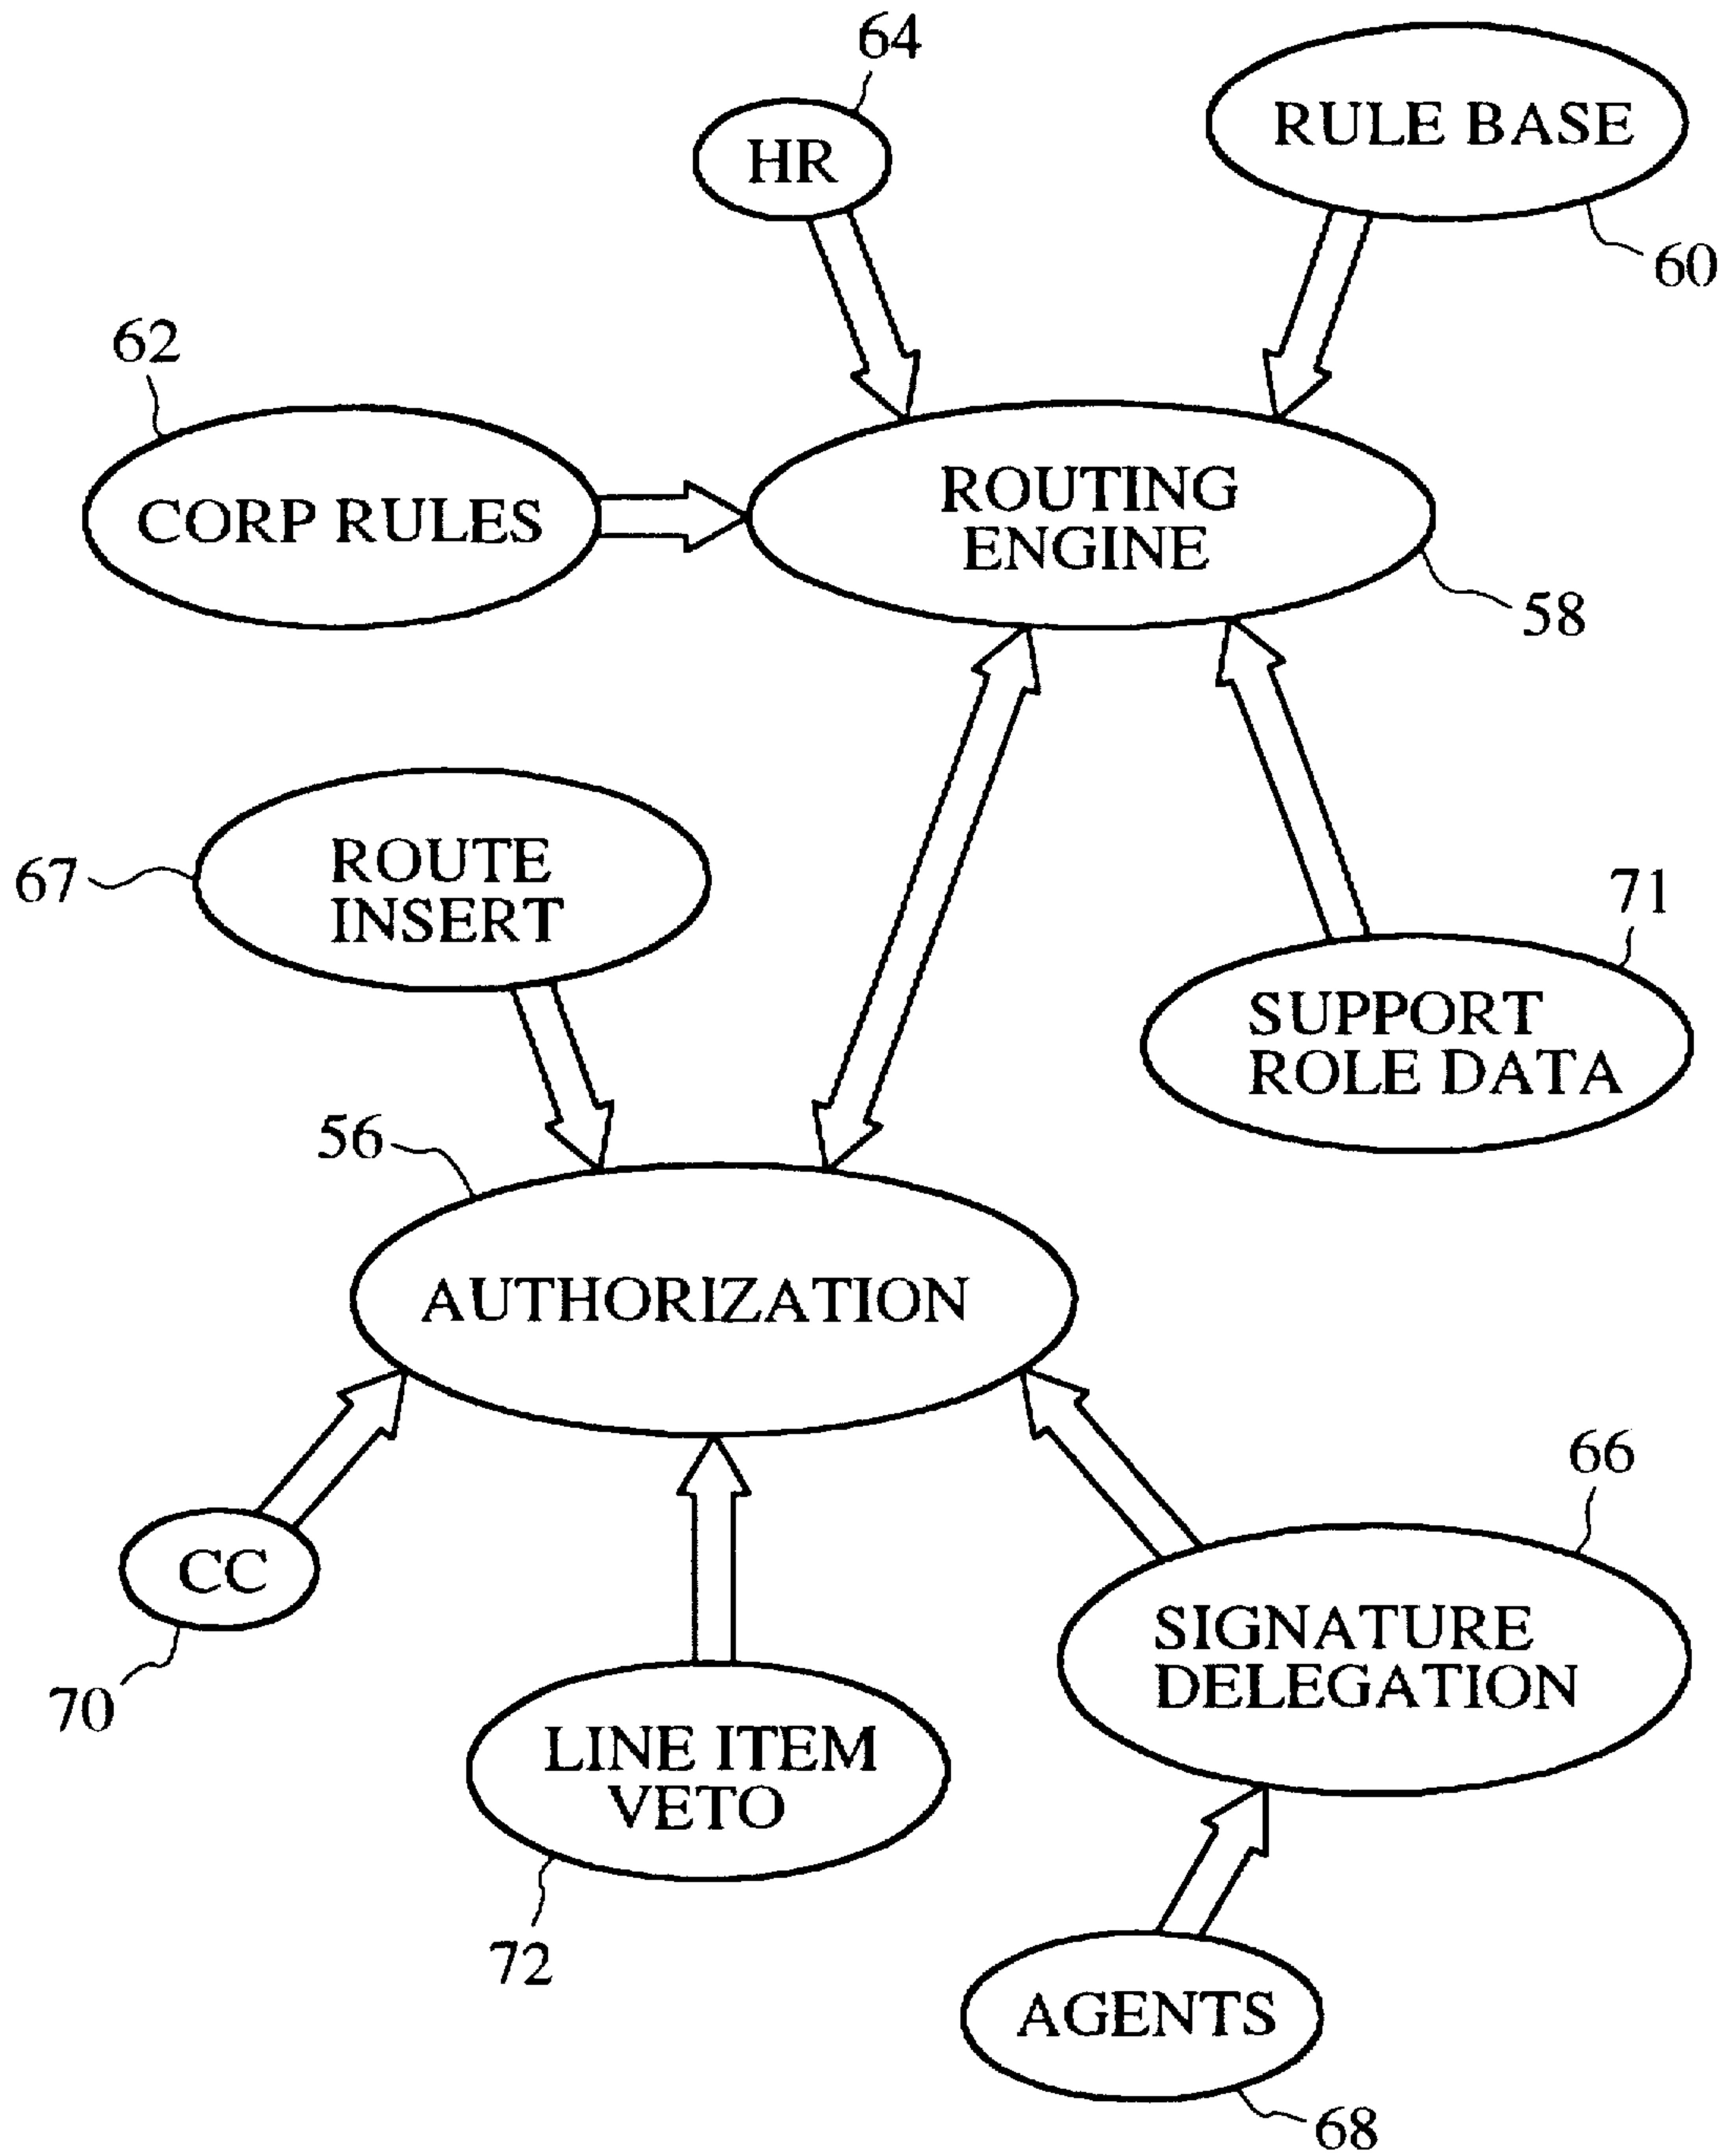 64
HR
RULE BASE
60
62
CORP RULES
ROUTING
ENGINE
58
67
ROUTE
INSERT
71
SUPPORT
ROLE DATA
56
AUTHORIZATION
66
CC
70
SIGNATURE
DELEGATION
LINE ITEM
VETO
72
AGENTS
68